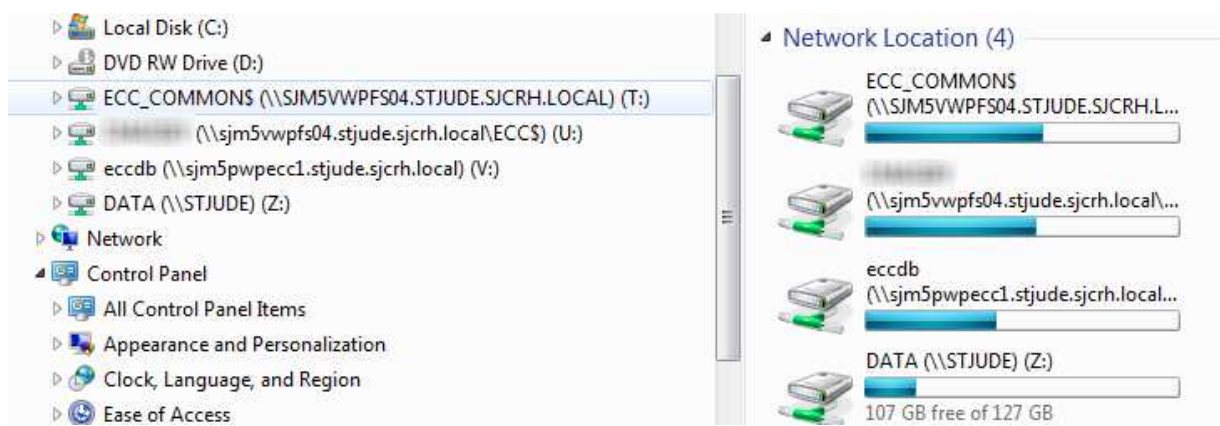 Local Disk (C:)
DVD RW Drive (D:)
ECC_COMMON$ (\\SJM5VWPFS04.STJUDE.SJCRH.LOCAL) (T:)
(\\sjm5vwpfs04.stjude.sjcrh.local\ECC$) (U:)
eccdb (\\sjm5pwpecc1.stjude.sjcrh.local) (V:)
DATA (\\STJUDE) (Z:)
Network
Control Panel
All Control Panel Items
Appearance and Personalization
Clock, Language, and Region
Ease of Access
Network Location (4)
ECC_COMMON$
(\\SJM5VWPFS04.STJUDE.SJCRH.L...
(\\sjm5vwpfs04.stjude.sjcrh.local\...
eccdb
(\\sjm5pwpecc1.stjude.sjcrh.local...
DATA (\\STJUDE) (Z:)
107 GB free of 127 GB